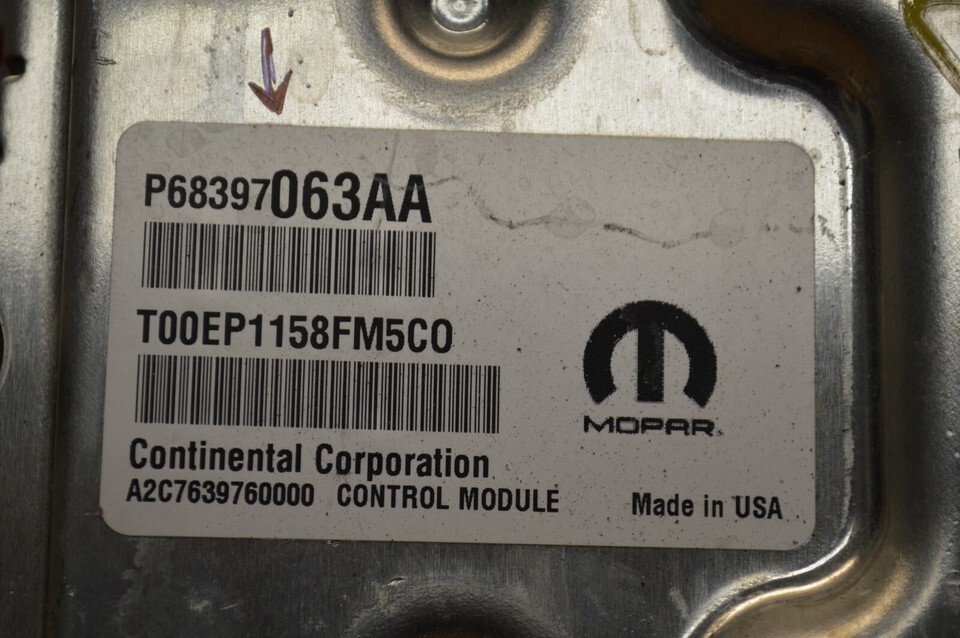 P68397063AA
T00EP1158FM5C0
MOPAR
Continental Corporation
A2C7639760000 CONTROL MODULE
Made in USA